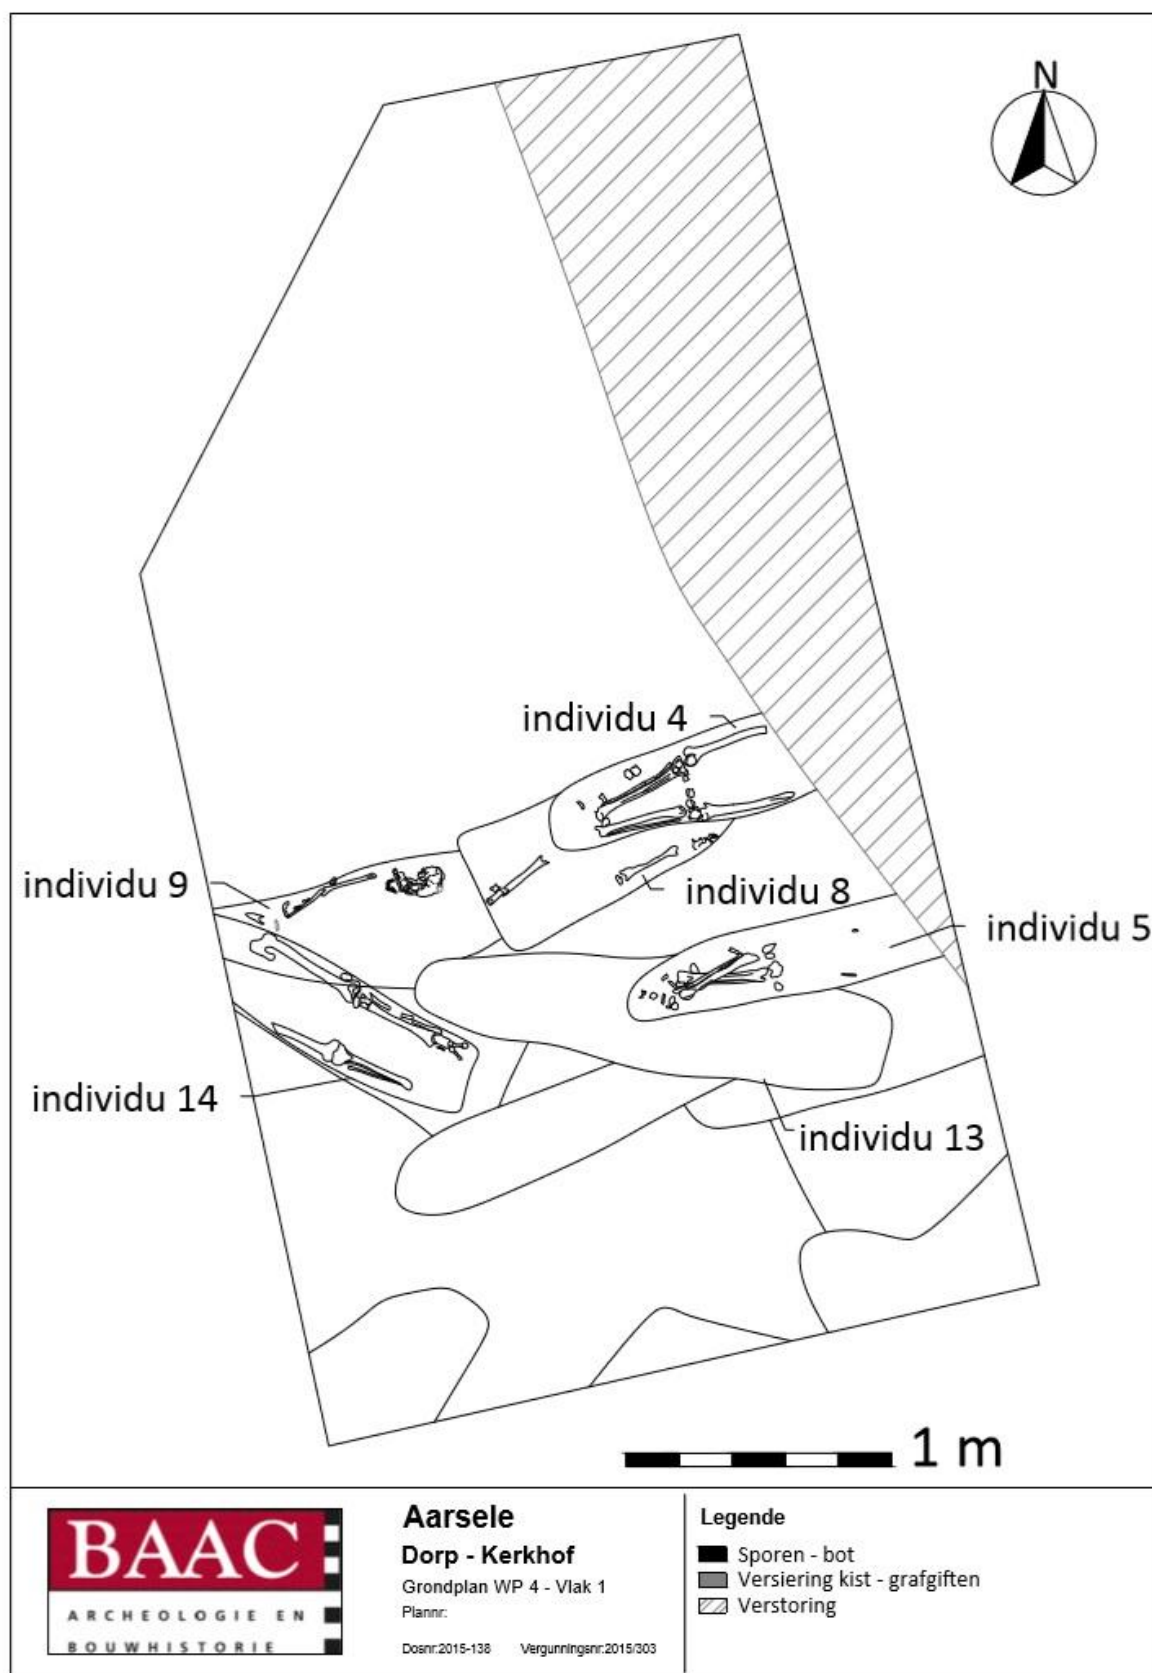 N
individu 4
individu 9
individu 8
individu 5
individu 14
individu 13
1 m
BAAC
ARCHEOLOGIE EN
BOUWHISTORIE
Aarsele
Dorp - Kerkhof
Grondplan WP 4 - Vlak 1
Plannr:
Dosnr:2015-138 Vergunningsnr:2015/303
Legende
Sporen - bot
Versiering kist - grafgiften
Verstoring